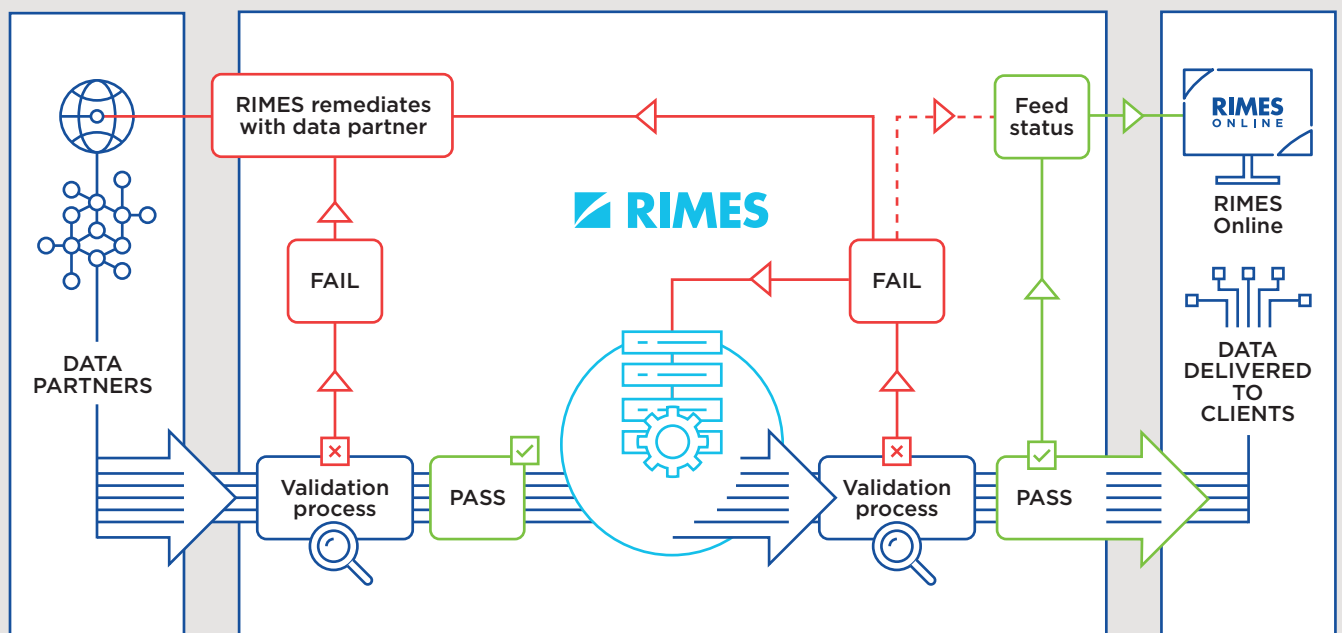 RIMES remediates
with data partner
Feed
status
RIMES
ONLINE
RIMES
Online
RIMES
FAIL
FAIL
DATA
PARTNERS
DATA
DELIVERED
TO
CLIENTS
Validation
process
PASS
Validation
process
PASS